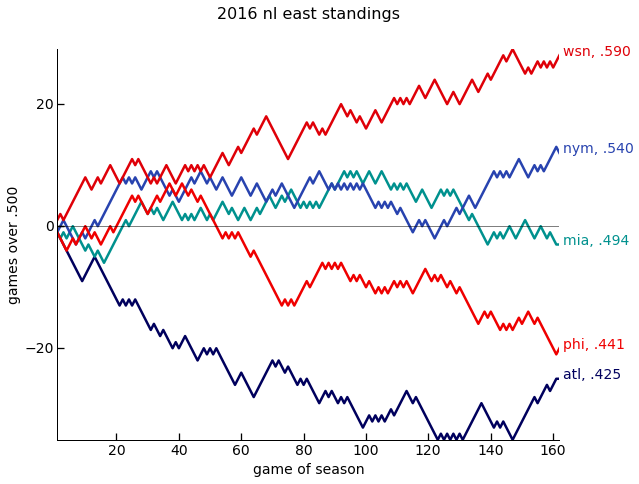 2016 nl east standings
games over .500
20
0
−20
wsn, .590
nym, .540
mia, .494
phi, .441
atl, .425
20 40 60 80 100 120 140 160
game of season